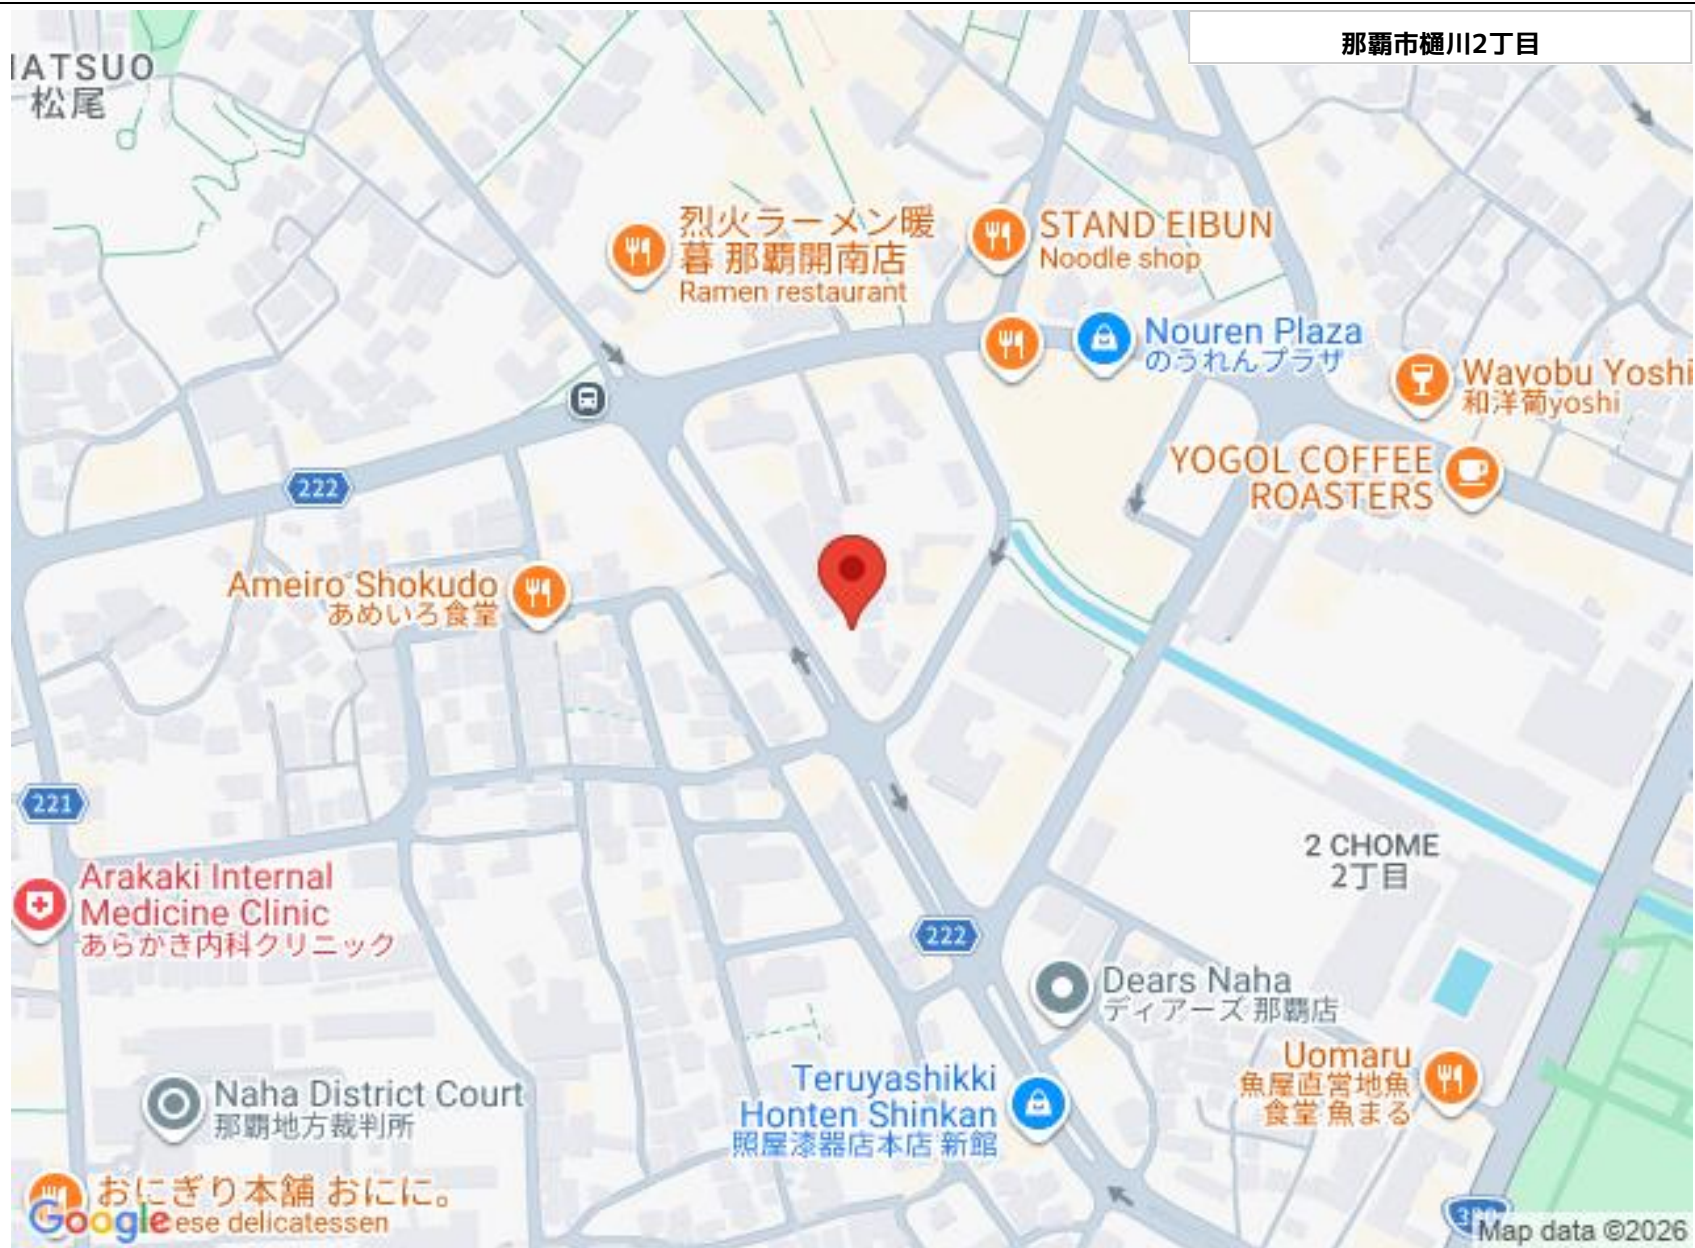 那覇市樋川2丁目
MATSUO
松尾
烈火ラーメン暖
暮 那覇開南店
Ramen restaurant
STAND EIBUN
Noodle shop
Nouren Plaza
のうれんプラザ
Wayobu Yoshi
和洋葡yoshi
YOGOL COFFEE
ROASTERS
222
Ameiro Shokudo
あめいろ食堂
221
2 CHOME
2丁目
Arakaki Internal
Medicine Clinic
あらかき内科クリニック
222
Dears Naha
ディアーズ 那覇店
Uomaru
魚屋直営地魚
食堂 魚まる
Teruyashikki
Honten Shinkan
照屋漆器店本店 新館
Naha District Court
那覇地方裁判所
おにぎり本舗 おにに。
Google
ese delicatessen
Map data ©2026